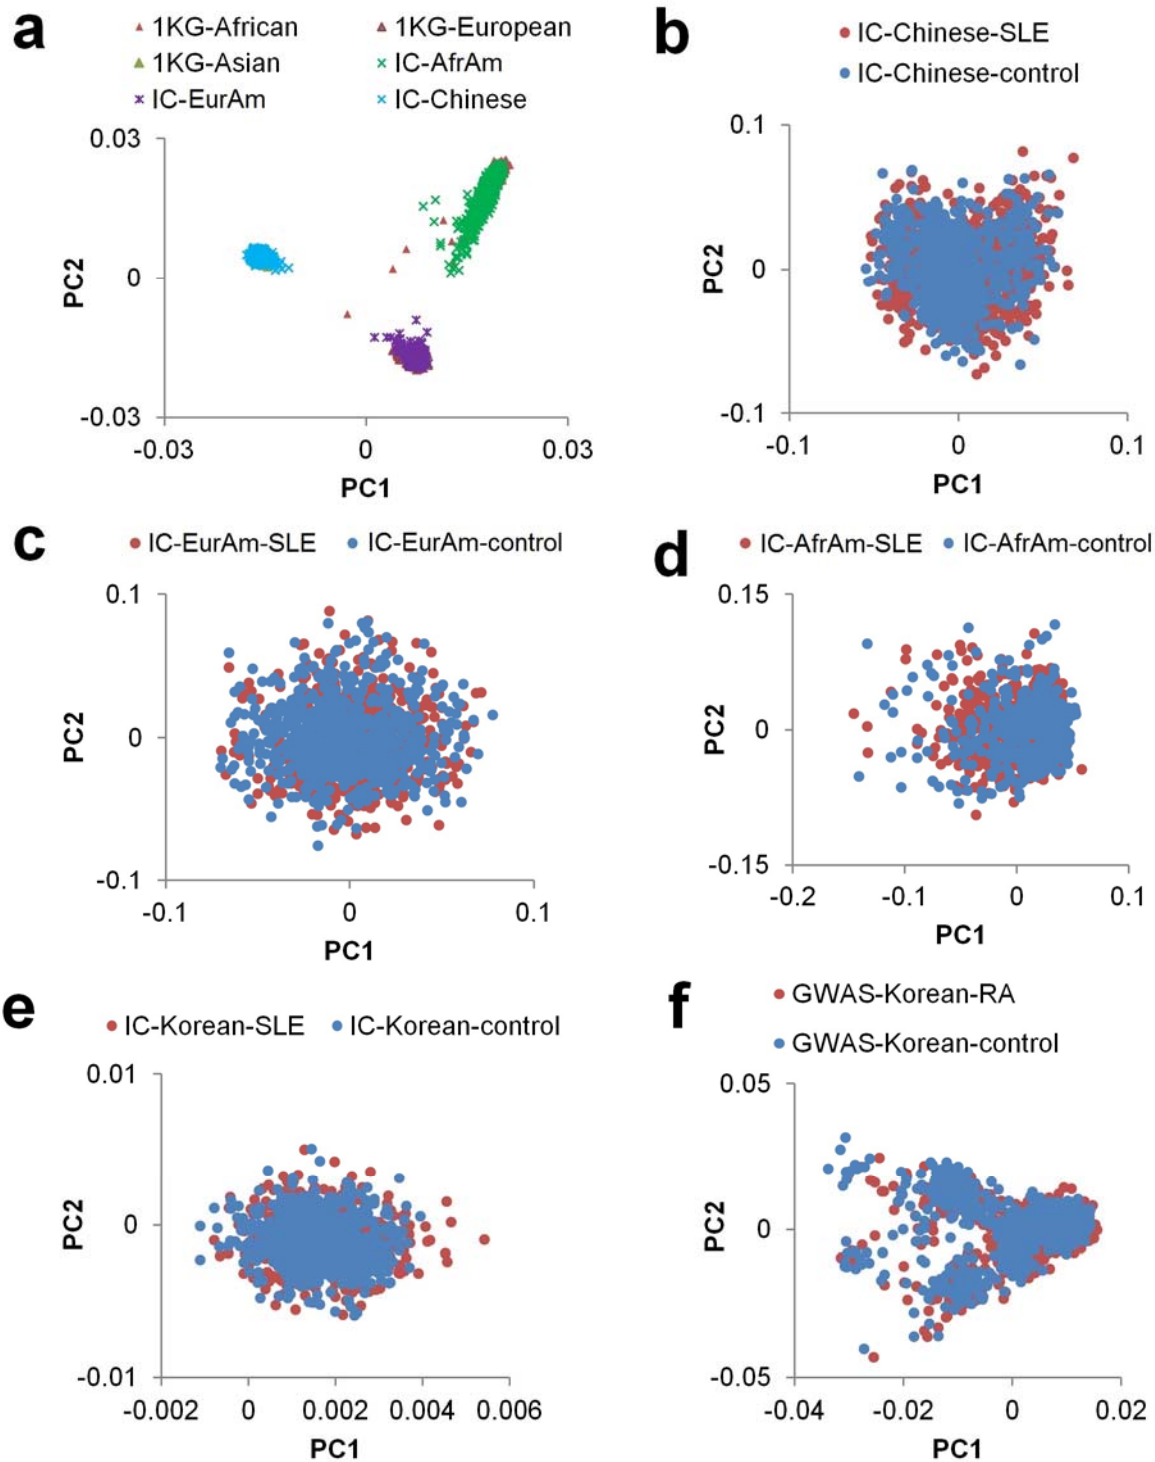 a
1KG-African 1KG-European
1KG-Asian IC-AfrAm
IC-EurAm IC-Chinese
0.03
0
-0.03
PC2
-0.03 0 0.03
PC1
b
IC-Chinese-SLE
IC-Chinese-control
0.1
0
-0.1
PC2
-0.1 0 0.1
PC1
c
IC-EurAm-SLE IC-EurAm-control
0.1
0
-0.1
PC2
-0.1 0 0.1
PC1
d
IC-AfrAm-SLE IC-AfrAm-control
0.15
0
-0.15
PC2
-0.2 -0.1 0 0.1
PC1
e
IC-Korean-SLE IC-Korean-control
0.01
0
-0.01
PC2
-0.002 0 0.002 0.004 0.006
PC1
f
GWAS-Korean-RA
GWAS-Korean-control
0.05
0
-0.05
PC2
-0.04 -0.02 0 0.02
PC1